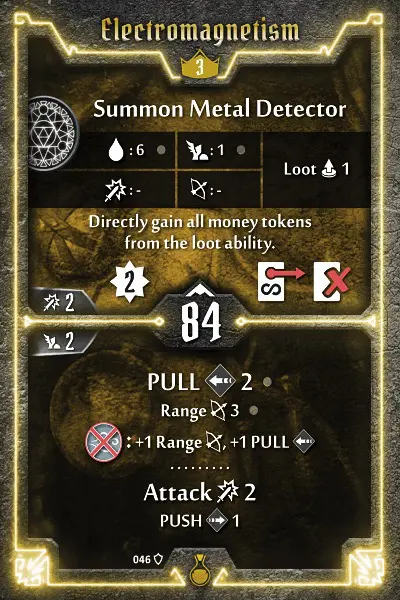 Electromagnetism
3
Summon Metal Detector
: 6 : 1
Loot 1
: - : -
Directly gain all money tokens
from the loot ability.
2
2
84
2
PULL 2
Range 3
: +1 Range , +1 PULL
Attack 2
PUSH 1
046